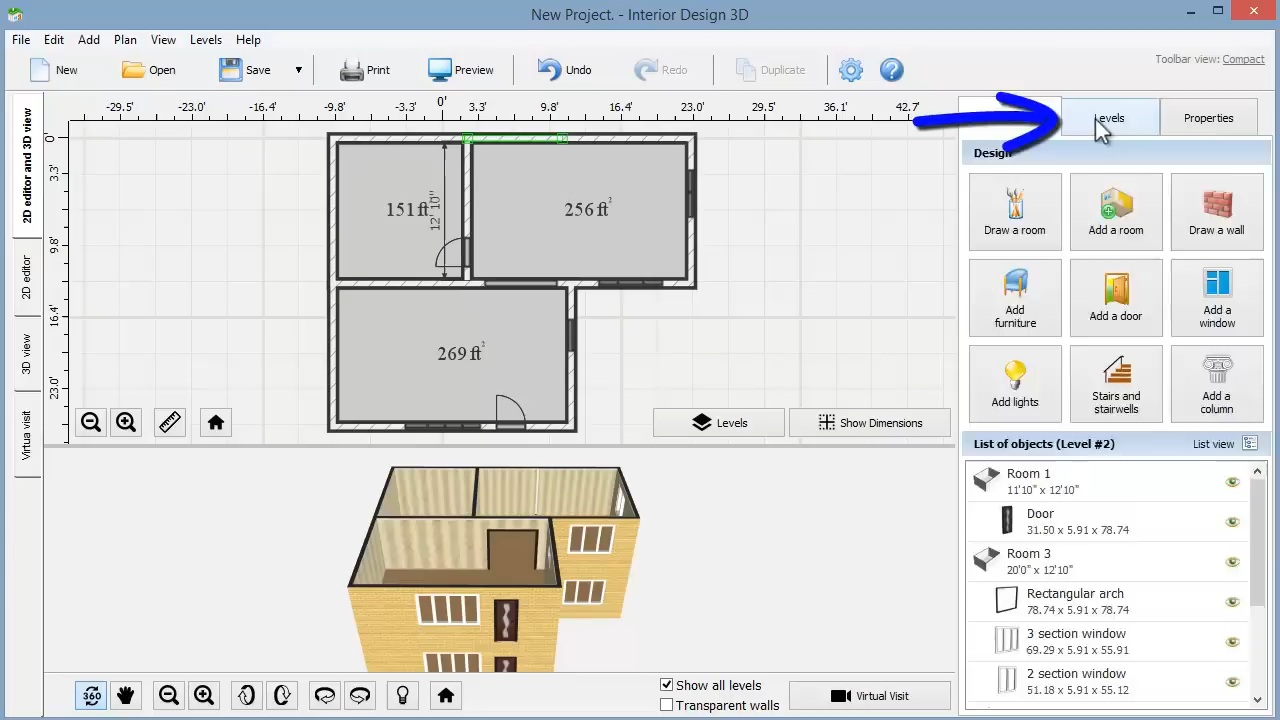 New Project. - Interior Design 3D
File Edit Add Plan View Levels Help
New Open Save Print Preview Undo Redo Duplicate
Toolbar view: Compact
-29.5' -23.0' -16.4' -9.8' -3.3' 0' 3.3' 9.8' 16.4' 23.0' 29.5' 36.1' 42.7'
0'
3.3'
9.8'
16.4'
23.0'
2D editor and 3D view
2D editor
3D view
Virtua visit
151 ft
12' 10"
256 ft²
269 ft²
Levels
Show Dimensions
360
Show all levels
Transparent walls
Virtual Visit
Levels
Properties
Design
Draw a room
Add a room
Draw a wall
Add
furniture
Add a door
Add a
window
Add lights
Stairs and
stairwells
Add a
column
List of objects (Level #2)
List view
Room 1
11'10" x 12'10"
Door
31.50 x 5.91 x 78.74
Room 3
20'0" x 12'10"
Rectangular arch
78.74 x 5.91 x 78.74
3 section window
69.29 x 5.91 x 55.91
2 section window
51.18 x 5.91 x 55.12